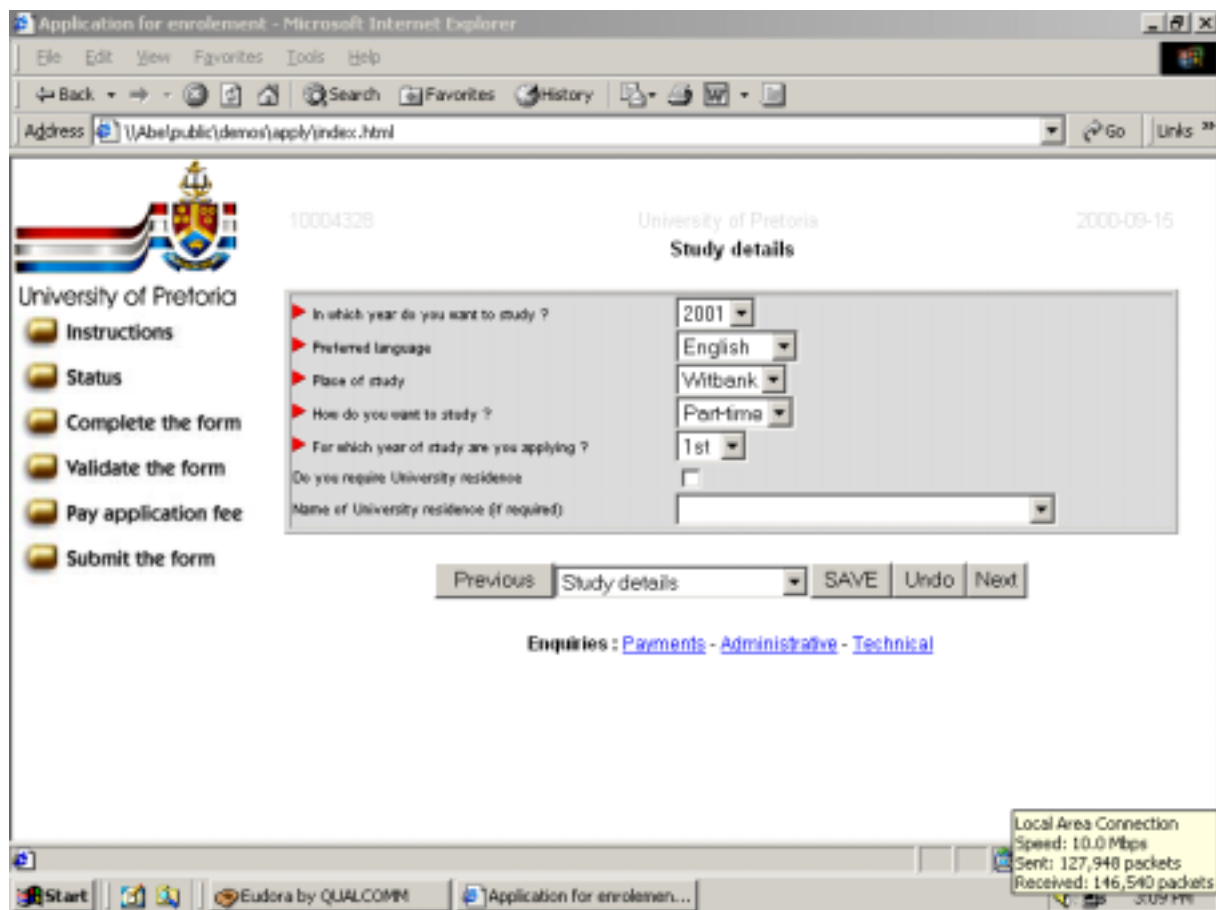 Application for enrolement - Microsoft Internet Explorer
File Edit View Favorites Tools Help
Back Search Favorites History
Address \\Abelpublic\demos\apply\index.html Go Links »
10004328 University of Pretoria 2000-09-15
Study details
University of Pretoria
Instructions
Status
Complete the form
Validate the form
Pay application fee
Submit the form
In which year do you want to study ? 2001
Preferred language English
Place of study Witbank
How do you want to study ? Part-time
For which year of study are you applying ? 1st
Do you require University residence
Name of University residence (if required)
Previous Study details SAVE Undo Next
Enquiries : Payments - Administrative - Technical
Local Area Connection
Speed: 10.0 Mbps
Sent: 127,948 packets
Received: 146,540 packets
Start Eudora by QUALCOMM Application for enrolemen... 3:09 PM